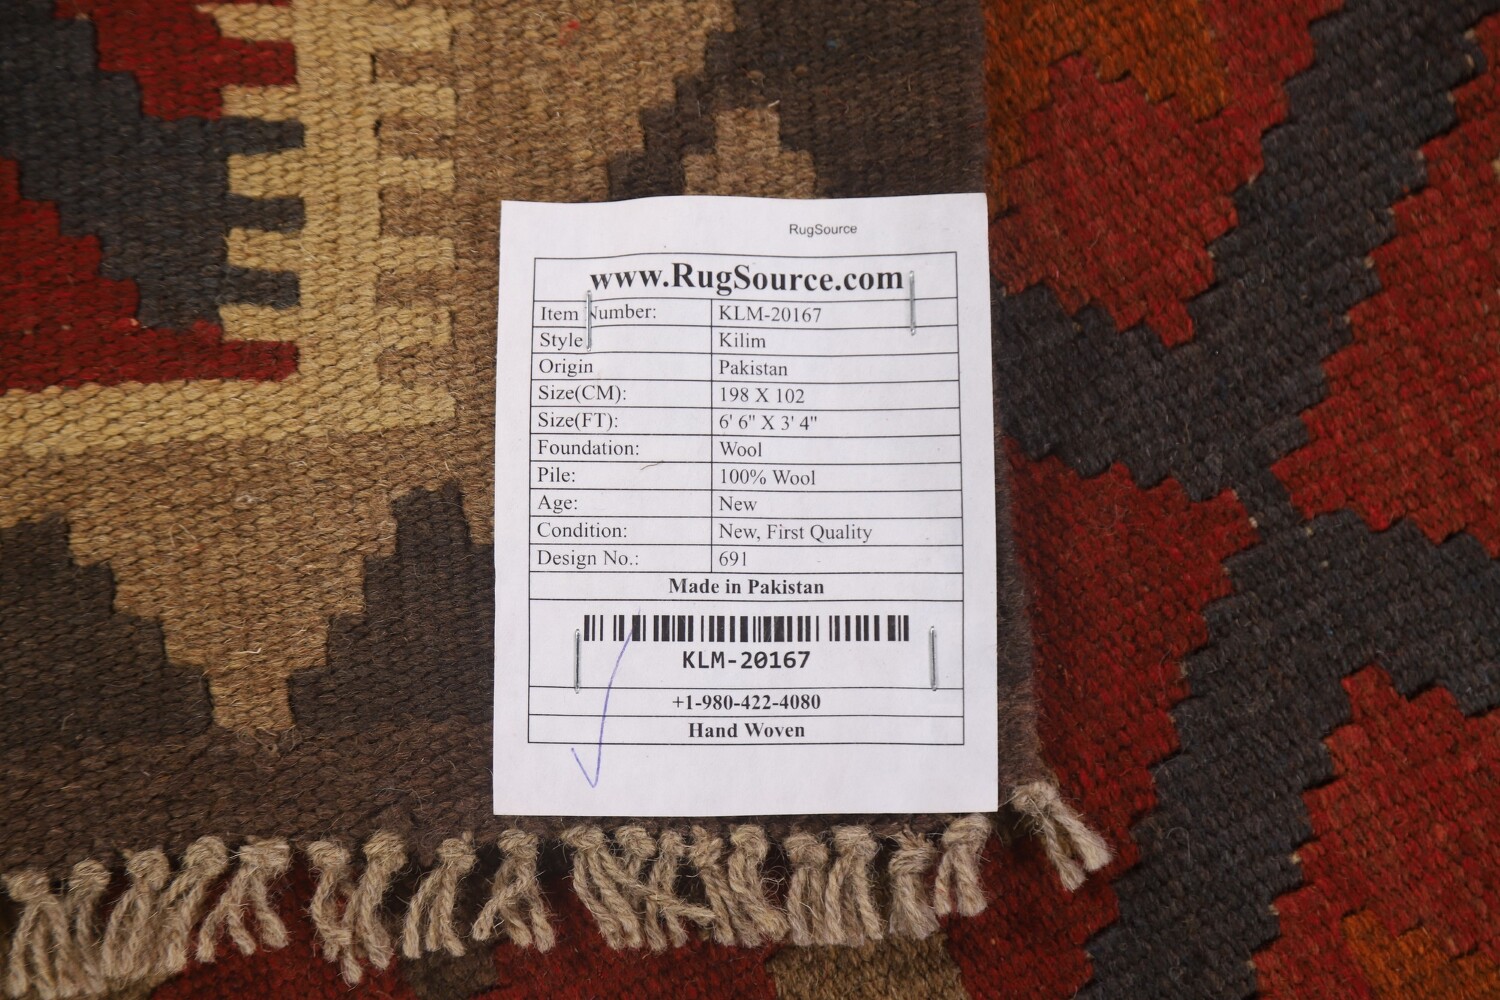 RugSource
www.RugSource.com
Item Number: KLM-20167
Style Kilim
Origin Pakistan
Size(CM): 198 X 102
Size(FT): 6' 6" X 3' 4"
Foundation: Wool
Pile: 100% Wool
Age: New
Condition: New, First Quality
Design No.: 691
Made in Pakistan
KLM-20167
+1-980-422-4080
Hand Woven